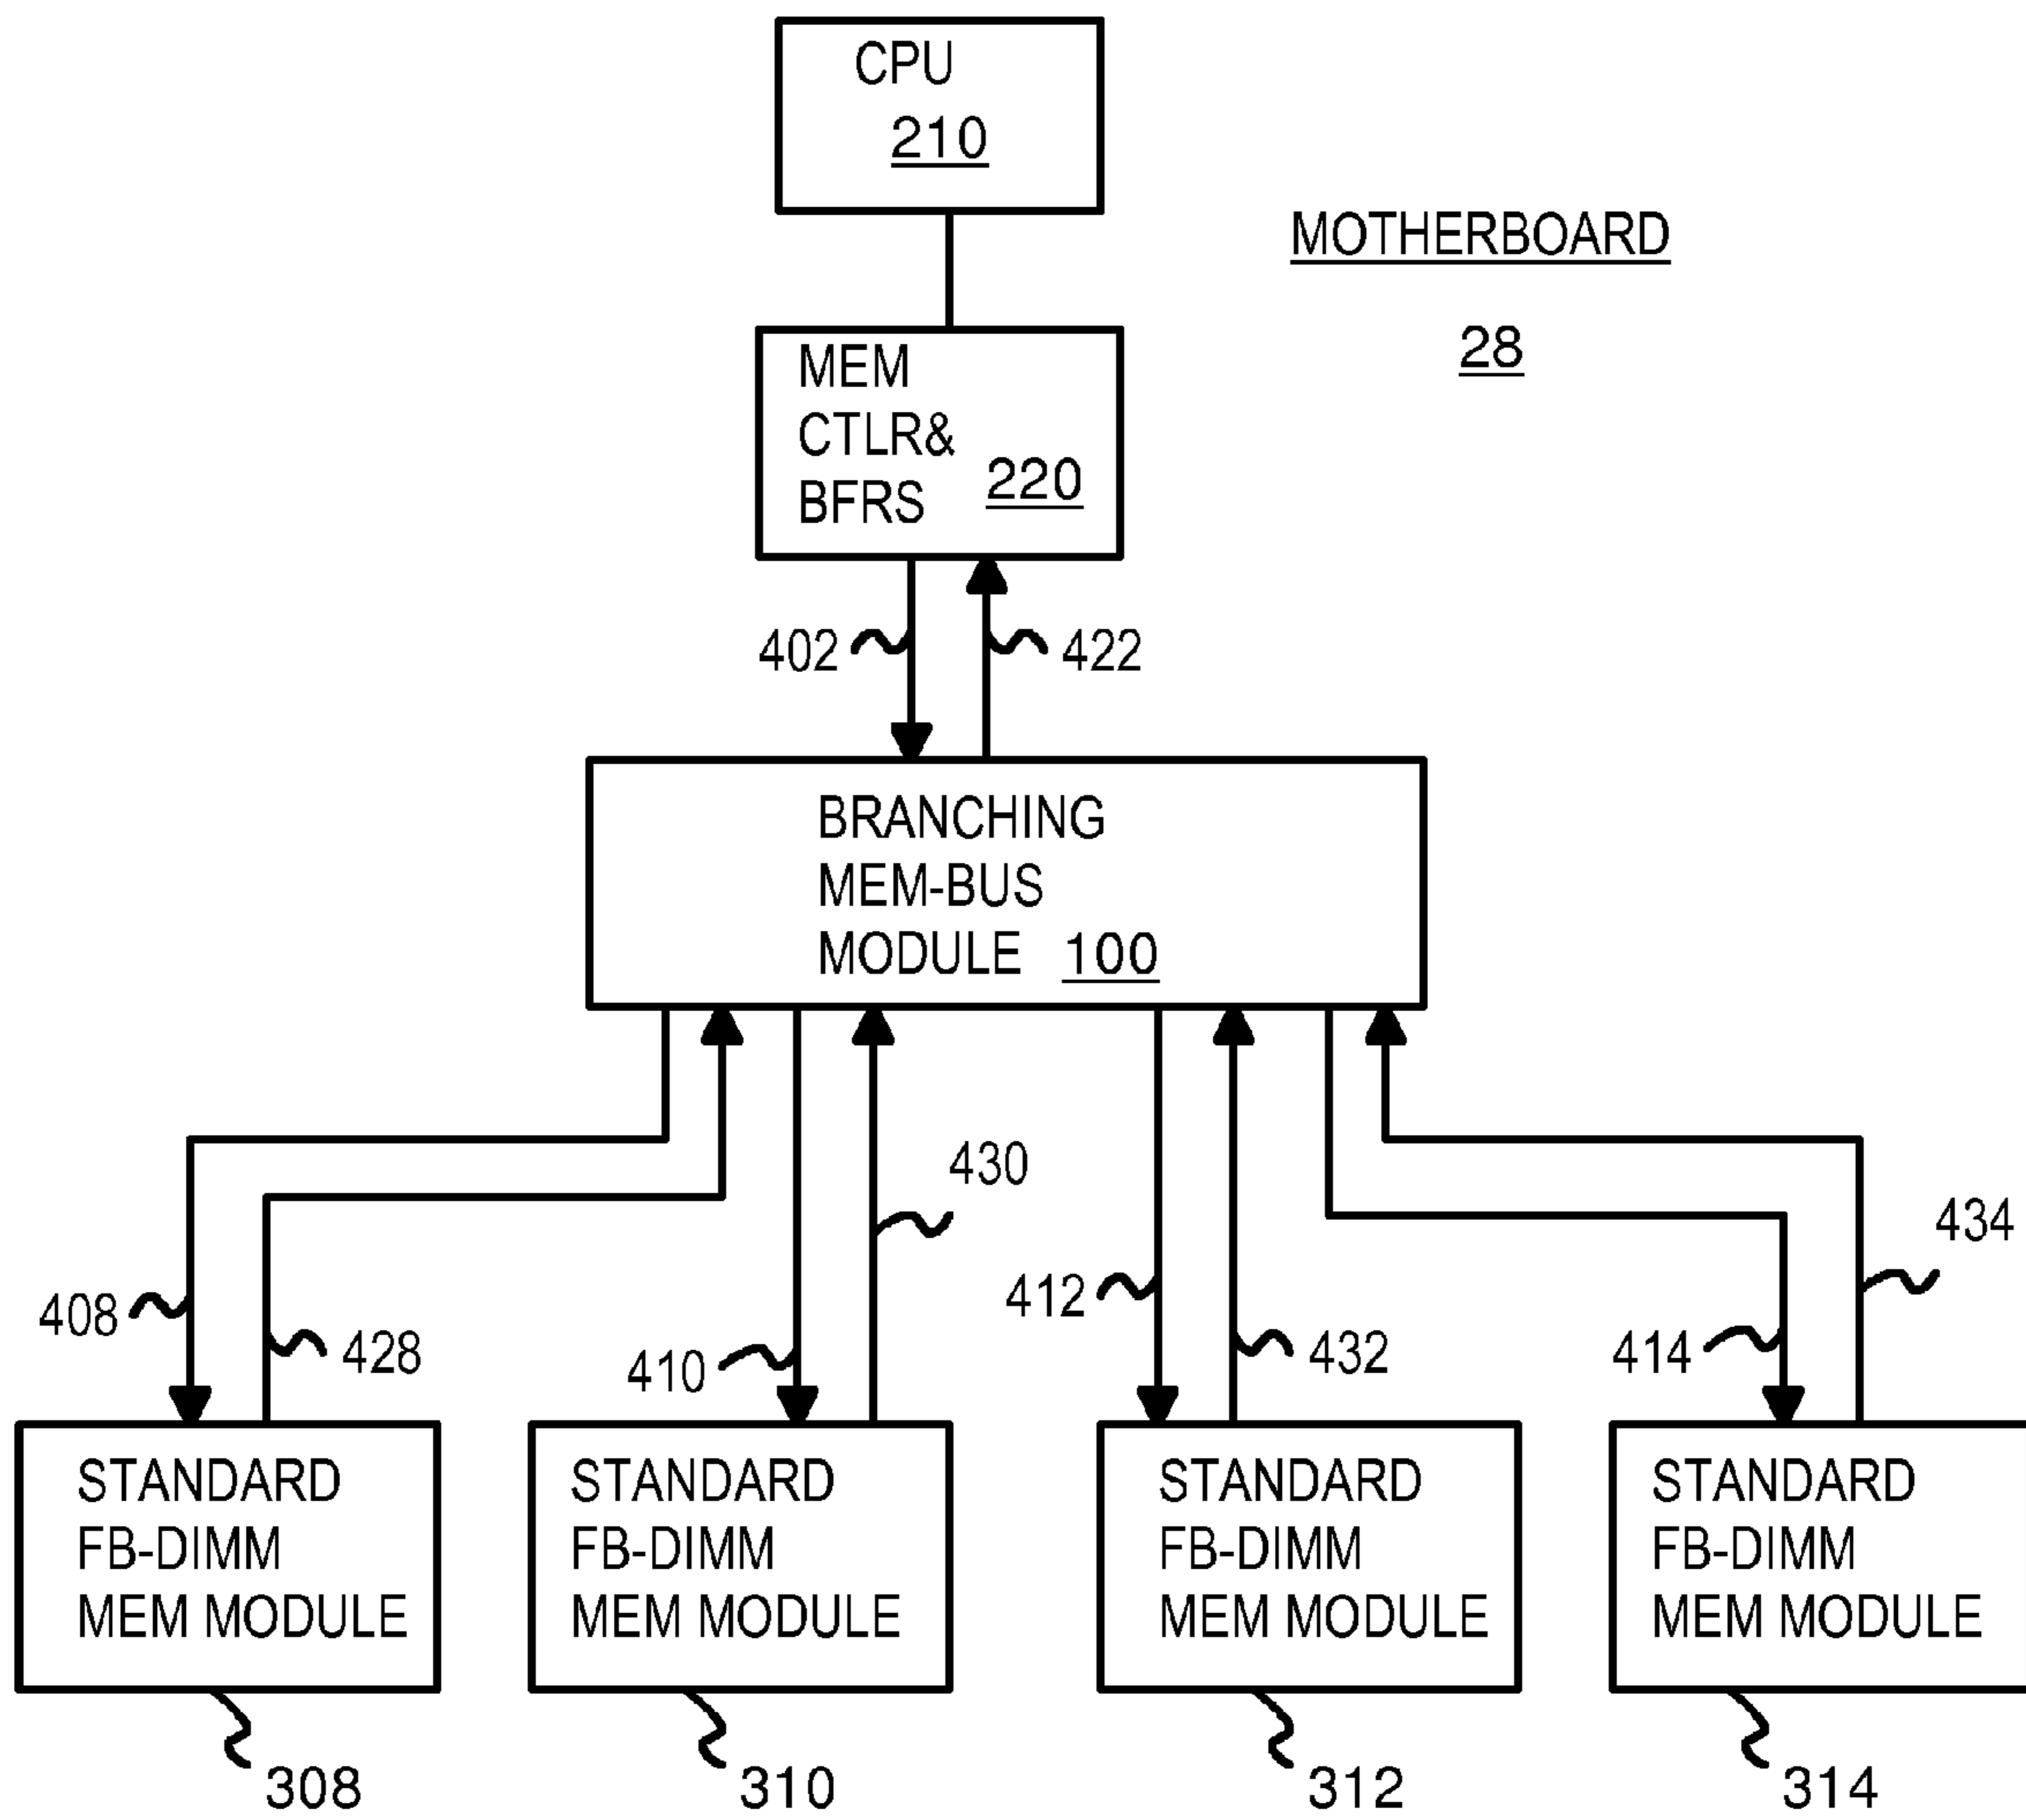 CPU
210
MOTHERBOARD
28
MEM
CTLR&
BFRS
220
402
422
BRANCHING
MEM-BUS
MODULE 100
430
434
408
412
428
410
432
414
STANDARD
FB-DIMM
MEM MODULE
STANDARD
FB-DIMM
MEM MODULE
STANDARD
FB-DIMM
MEM MODULE
STANDARD
FB-DIMM
MEM MODULE
308
310
312
314